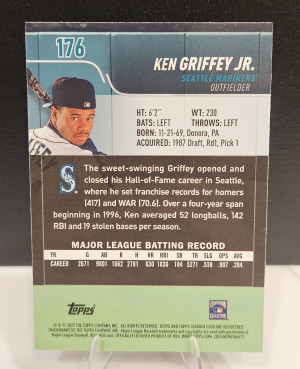 176
KEN GRIFFEY JR.
SEATTLE MARINERS®
OUTFIELDER
HT: 6'2" WT: 230
BATS: LEFT THROWS: LEFT
BORN: 11-21-69, Donora, PA
ACQUIRED: 1987 Draft, Rd1, Pick 1
The sweet-swinging Griffey opened and
closed his Hall-of-Fame career in Seattle,
where he set franchise records for homers
(417) and WAR (70.6). Over a four-year span
beginning in 1996, Ken averaged 52 longballs, 142
RBI and 19 stolen bases per season.
MAJOR LEAGUE BATTING RECORD
YR G AB R H HR RBI SB TB SLG OPS AVG
CAREER 2671 9801 1662 2781 630 1836 184 5271 .538 .907 .284
Topps